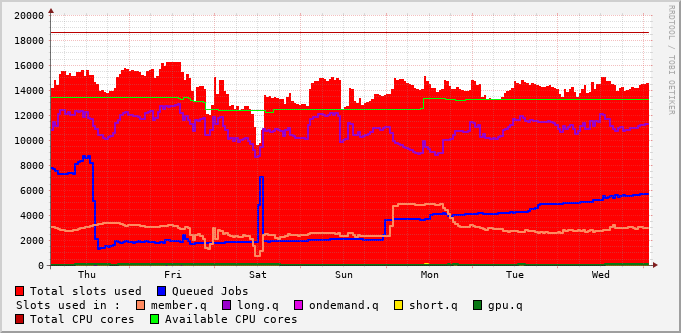 20000
18000
16000
14000
12000
10000
8000
6000
4000
2000
0
Thu Fri Sat Sun Mon Tue Wed
RRDTOOL / TOBI OETIKER
Total slots used Queued Jobs
Slots used in : member.q long.q ondemand.q short.q gpu.q
Total CPU cores Available CPU cores